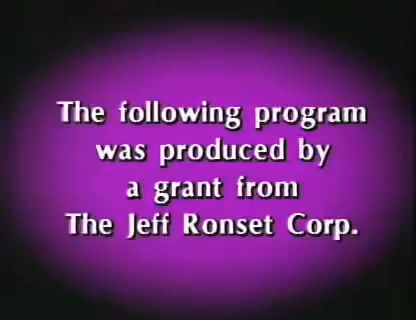 The following program
was produced by
a grant from
The Jeff Ronset Corp.